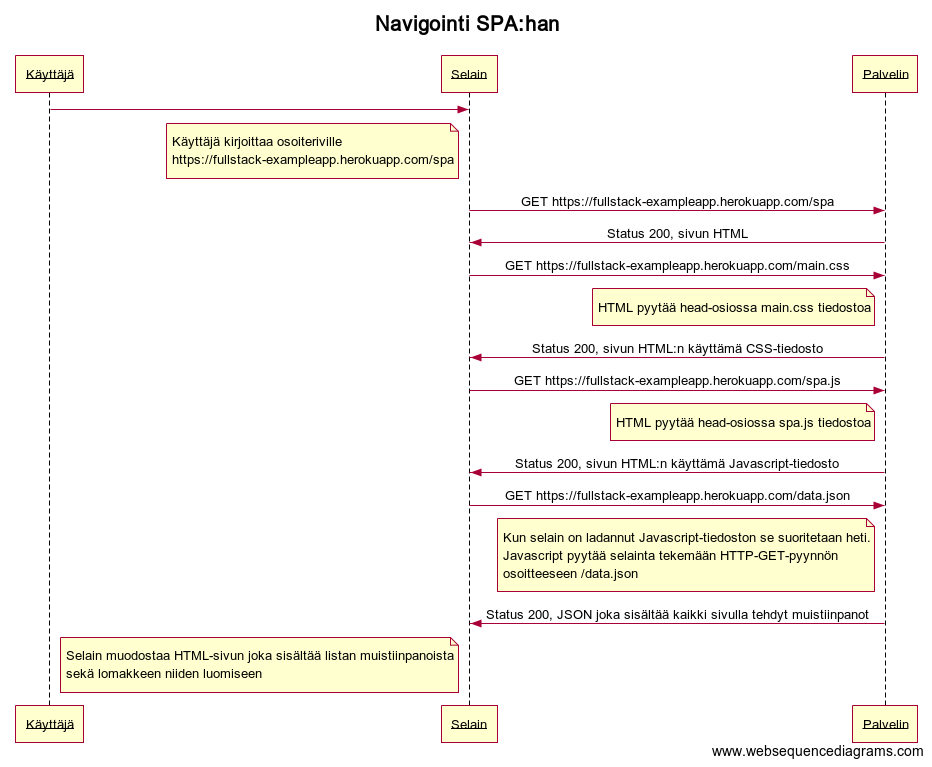 Navigointi SPA:han
Käyttäjä
Selain
Palvelin
Käyttäjä kirjoittaa osoiteriville
https://fullstack-exampleapp.herokuapp.com/spa
GET https://fullstack-exampleapp.herokuapp.com/spa
Status 200, sivun HTML
GET https://fullstack-exampleapp.herokuapp.com/main.css
HTML pyytää head-osiossa main.css tiedostoa
Status 200, sivun HTML:n käyttämä CSS-tiedosto
GET https://fullstack-exampleapp.herokuapp.com/spa.js
HTML pyytää head-osiossa spa.js tiedostoa
Status 200, sivun HTML:n käyttämä Javascript-tiedosto
GET https://fullstack-exampleapp.herokuapp.com/data.json
Kun selain on ladannut Javascript-tiedoston se suoritetaan heti.
Javascript pyytää selainta tekemään HTTP-GET-pyynnön
osoitteeseen /data.json
Status 200, JSON joka sisältää kaikki sivulla tehdyt muistiinpanot
Selain muodostaa HTML-sivun joka sisältää listan muistiinpanoista
sekä lomakkeen niiden luomiseen
Käyttäjä
Selain
Palvelin
www.websequencediagrams.com